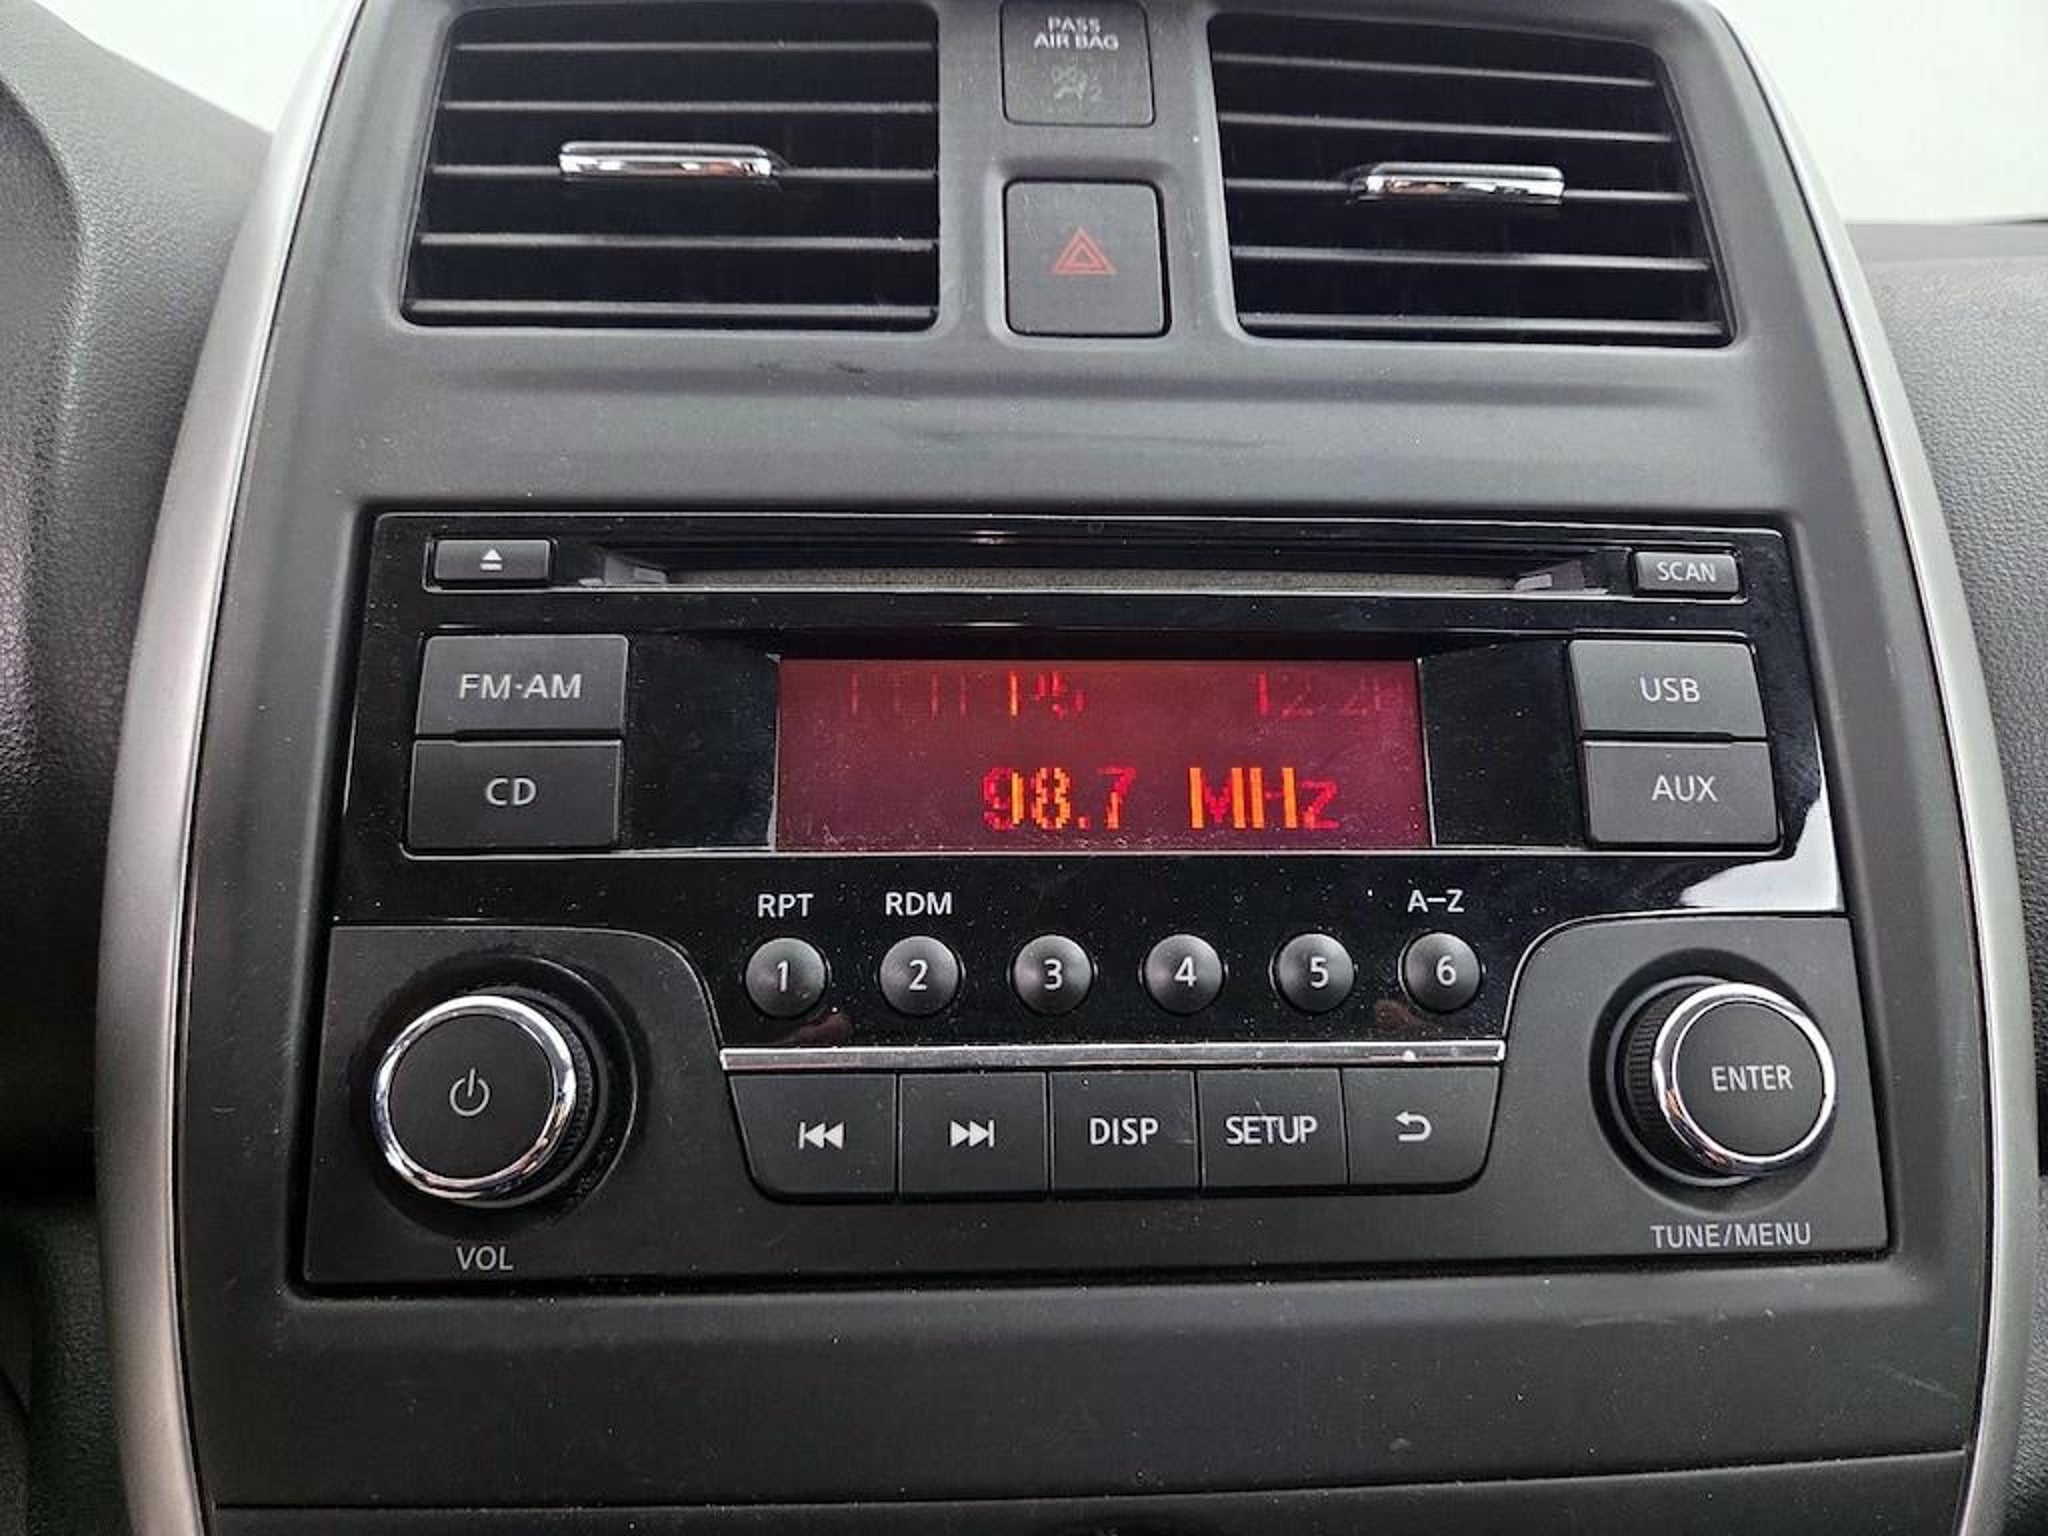 PASS
AIR BAG
SCAN
FM·AM
USB
P5
98.7 MHz
CD
AUX
RPT RDM A–Z
1 2 3 4 5 6
ENTER
DISP SETUP
VOL
TUNE/MENU